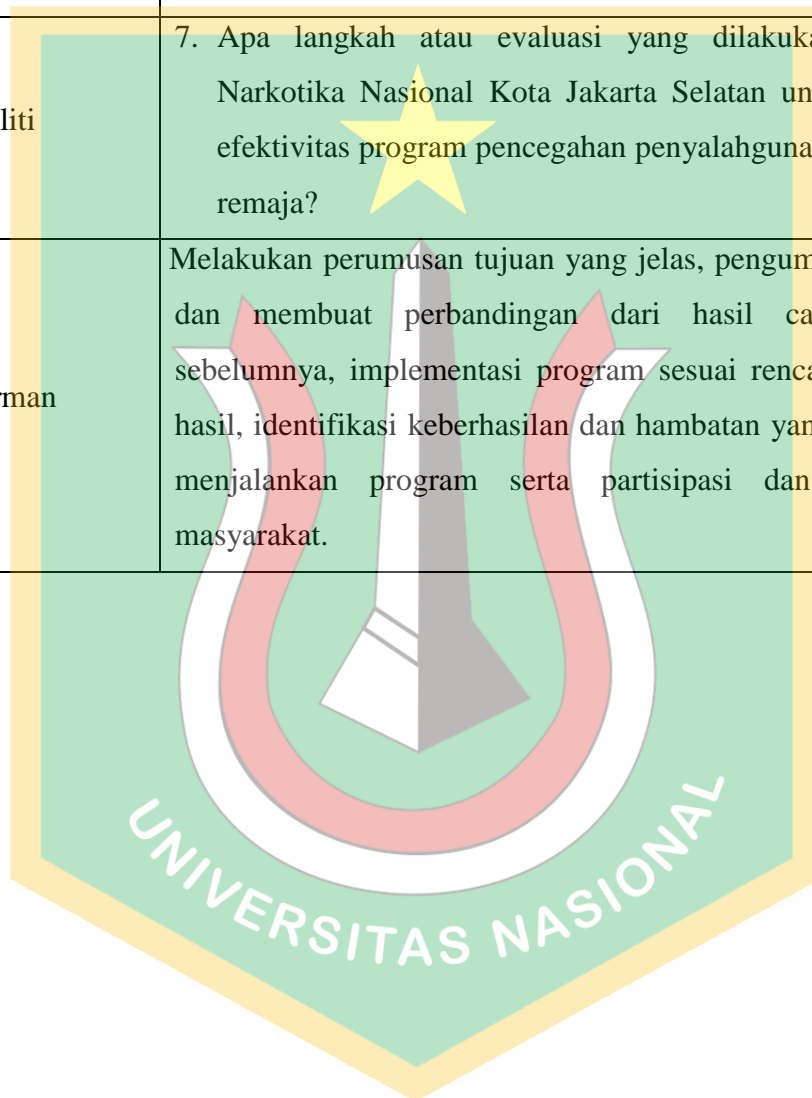 7. Apa langkah atau evaluasi yang dilakuka
liti
Narkotika Nasional Kota Jakarta Selatan un
efektivitas program pencegahan penyalahguna
remaja?
Melakukan perumusan tujuan yang jelas, pengum
dan membuat perbandingan dari hasil ca
sebelumnya, implementasi program sesuai renca
rman
hasil, identifikasi keberhasilan dan hambatan yan
menjalankan program serta partisipasi dan
masyarakat.
UNIVERSITAS NASIONAL